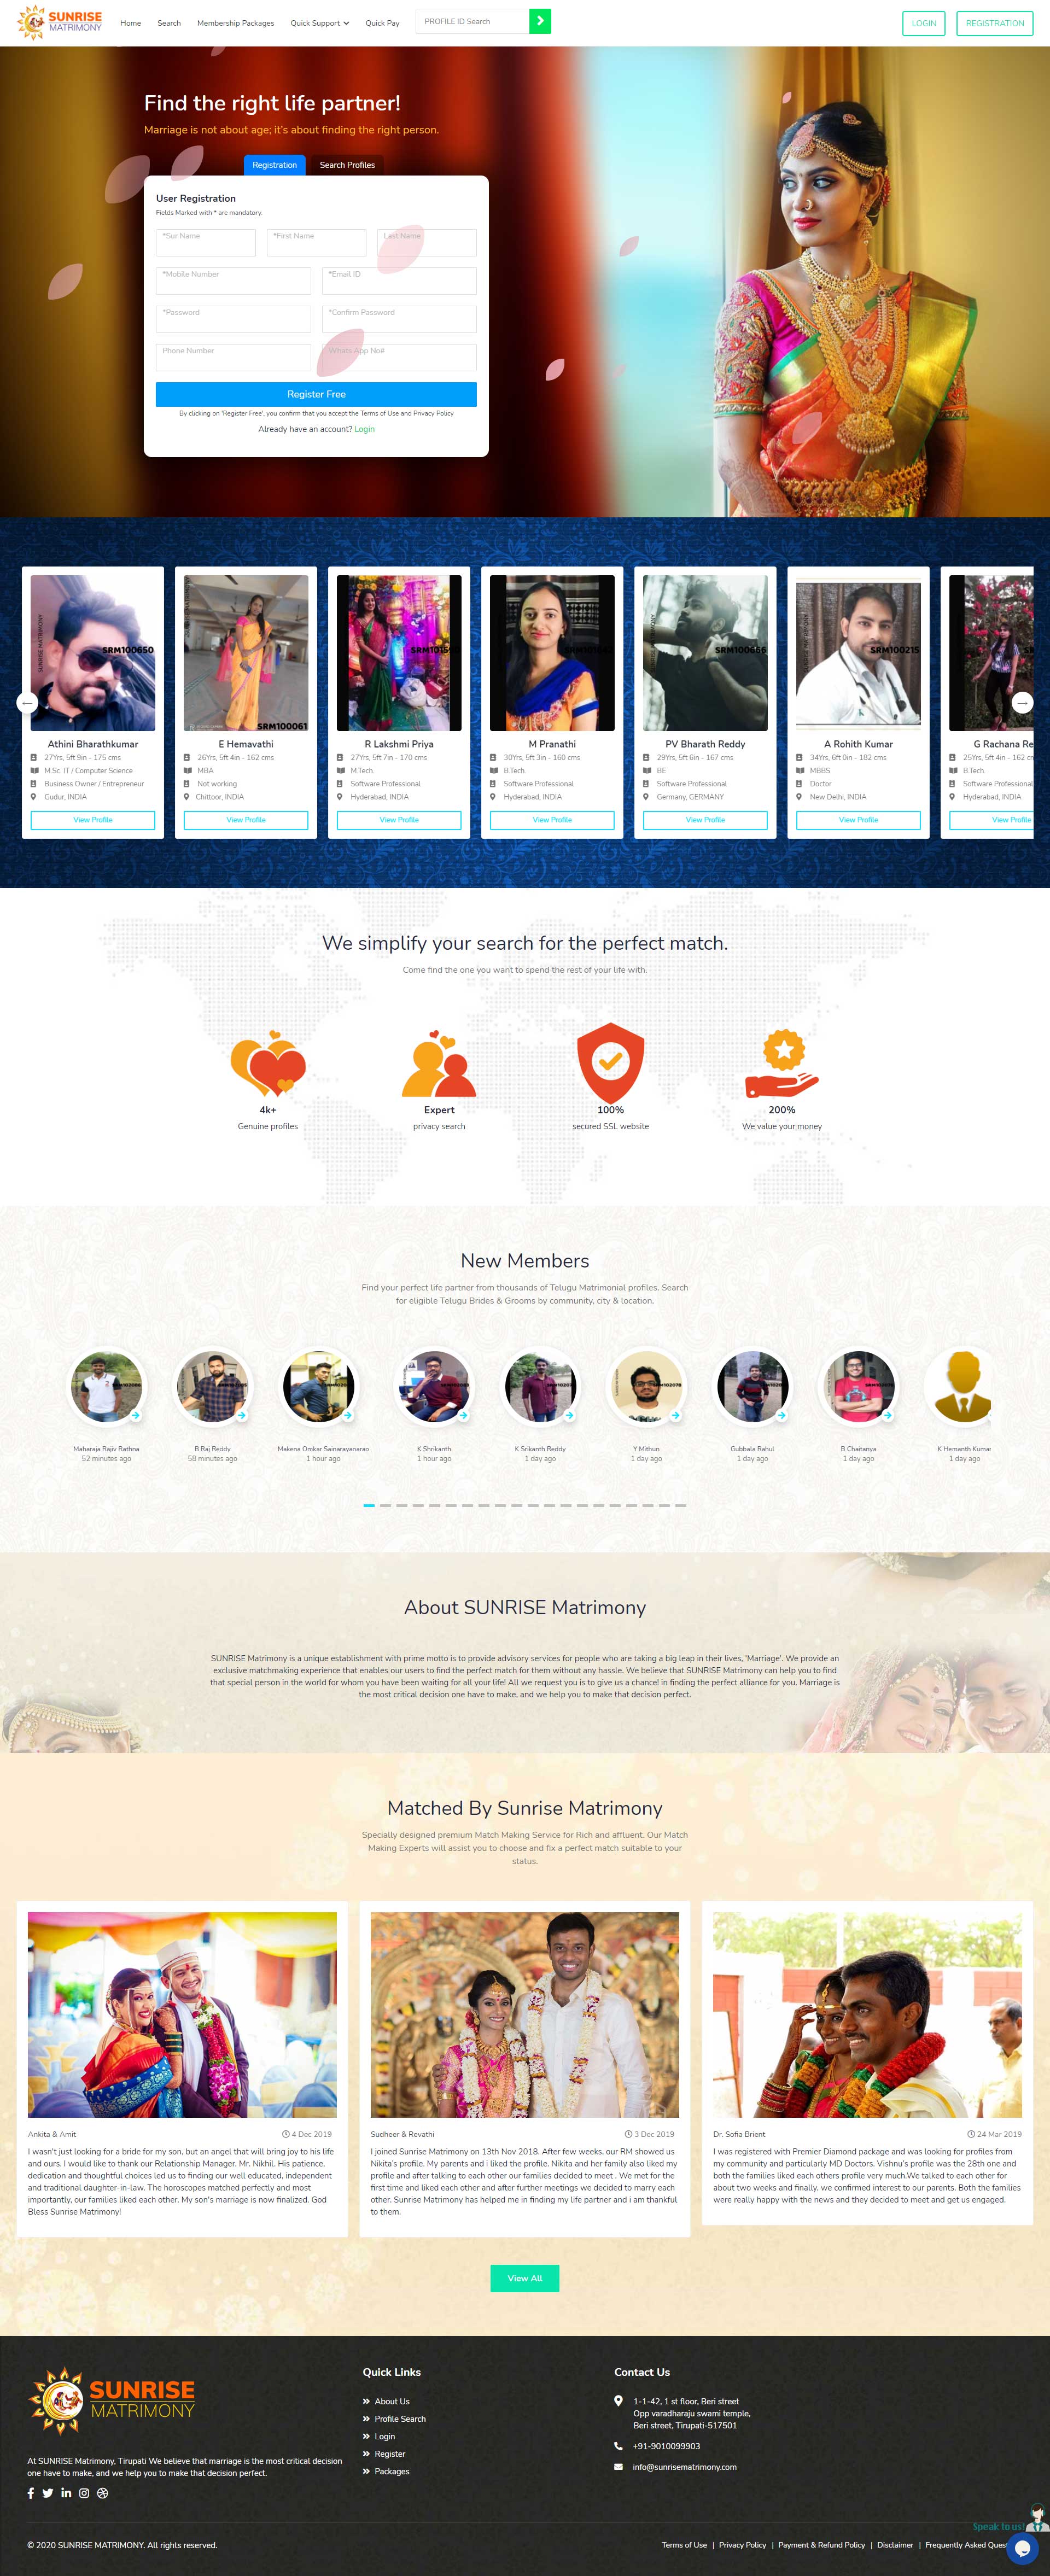 SUNRISE
MATRIMONY
Home
Search
Membership Packages
Quick Support
Quick Pay
PROFILE ID Search
LOGIN
REGISTRATION
Find the right life partner!
Marriage is not about age; it's about finding the right person.
Registration
Search Profiles
User Registration
Fields Marked with * are mandatory.
*Sur Name
*First Name
Last Name
*Mobile Number
*Email ID
*Password
*Confirm Password
Phone Number
Whats App No#
Register Free
By clicking on 'Register Free', you confirm that you accept the Terms of Use and Privacy Policy
Already have an account? Login
SUNRISE MATRIMONY
SRM100650
Athini Bharathkumar
27Yrs, 5ft 9in - 175 cms
M.Sc. IT / Computer Science
Business Owner / Entrepreneur
Gudur, INDIA
View Profile
SRM100061
E Hemavathi
26Yrs, 5ft 4in - 162 cms
MBA
Not working
Chittoor, INDIA
View Profile
R Lakshmi Priya
27Yrs, 5ft 7in - 170 cms
M.Tech.
Software Professional
Hyderabad, INDIA
View Profile
M Pranathi
30Yrs, 5ft 3in - 160 cms
B.Tech.
Software Professional
Hyderabad, INDIA
View Profile
SRM100666
PV Bharath Reddy
29Yrs, 5ft 6in - 167 cms
BE
Software Professional
Germany, GERMANY
View Profile
SRM100215
A Rohith Kumar
34Yrs, 6ft 0in - 182 cms
MBBS
Doctor
New Delhi, INDIA
View Profile
G Rachana Re
25Yrs, 5ft 4in - 162 c
B.Tech.
Software Professional
Hyderabad, INDIA
View Profile
We simplify your search for the perfect match.
Come find the one you want to spend the rest of your life with.
4k+
Genuine profiles
Expert
privacy search
100%
secured SSL website
200%
We value your money
New Members
Find your perfect life partner from thousands of Telugu Matrimonial profiles. Search
for eligible Telugu Brides & Grooms by community, city & location.
Maharaja Rajiv Rathna
52 minutes ago
B Raj Reddy
58 minutes ago
Makena Omkar Sainarayanarao
1 hour ago
K Shrikanth
1 hour ago
K Srikanth Reddy
1 day ago
Y Mithun
1 day ago
Gubbala Rahul
1 day ago
B Chaitanya
1 day ago
K Hemanth Kumar
1 day ago
About SUNRISE Matrimony
SUNRISE Matrimony is a unique establishment with prime motto is to provide advisory services for people who are taking a big leap in their lives, 'Marriage'. We provide an
exclusive matchmaking experience that enables our users to find the perfect match for them without any hassle. We believe that SUNRISE Matrimony can help you to find
that special person in the world for whom you have been waiting for all your life! All we request you is to give us a chance! in finding the perfect alliance for you. Marriage is
the most critical decision one have to make, and we help you to make that decision perfect.
Matched By Sunrise Matrimony
Specially designed premium Match Making Service for Rich and affluent. Our Match
Making Experts will assist you to choose and fix a perfect match suitable to your
status.
Ankita & Amit
4 Dec 2019
I wasn't just looking for a bride for my son, but an angel that will bring joy to his life
and ours. I would like to thank our Relationship Manager, Mr. Nikhil. His patience,
dedication and thoughtful choices led us to finding our well educated, independent
and traditional daughter-in-law. The horoscopes matched perfectly and most
importantly, our families liked each other. My son's marriage is now finalized. God
Bless Sunrise Matrimony!
Sudheer & Revathi
3 Dec 2019
I joined Sunrise Matrimony on 13th Nov 2018. After few weeks, our RM showed us
Nikita's profile. My parents and i liked the profile. Nikita and her family also liked my
profile and after talking to each other our families decided to meet . We met for the
first time and liked each other and after further meetings we decided to marry each
other. Sunrise Matrimony has helped me in finding my life partner and i am thankful
to them.
Dr. Sofia Brient
24 Mar 2019
I was registered with Premier Diamond package and was looking for profiles from
my community and particularly MD Doctors. Vishnu's profile was the 28th one and
both the families liked each others profile very much.We talked to each other for
about two weeks and finally, we confirmed interest to our parents. Both the families
were really happy with the news and they decided to meet and get us engaged.
View All
SUNRISE
MATRIMONY
At SUNRISE Matrimony, Tirupati We believe that marriage is the most critical decision
one have to make, and we help you to make that decision perfect.
Quick Links
About Us
Profile Search
Login
Register
Packages
Contact Us
1-1-42, 1 st floor, Beri street
Opp varadharaju swami temple,
Beri street, Tirupati-517501
+91-9010099903
info@sunrisematrimony.com
Speak to us!
© 2020 SUNRISE MATRIMONY. All rights reserved.
Terms of Use | Privacy Policy | Payment & Refund Policy | Disclaimer | Frequently Asked Ques